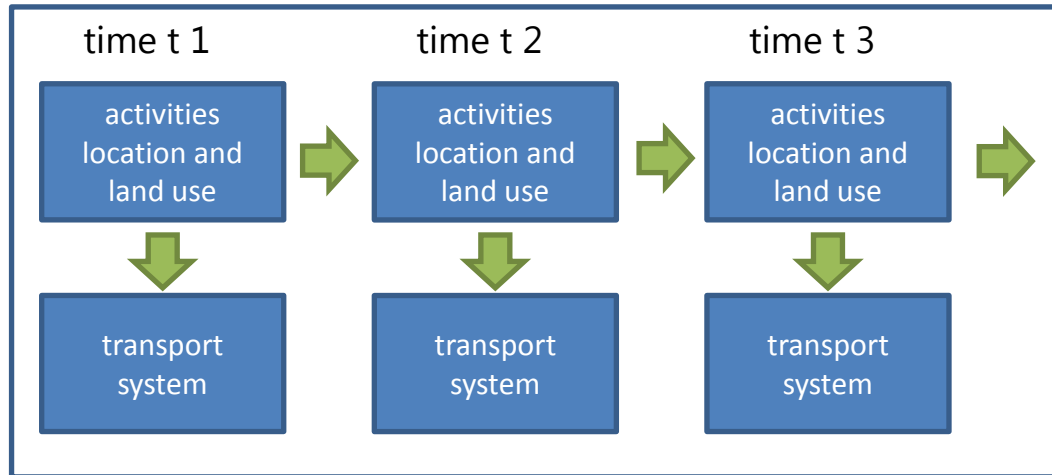 time t 1
time t 2
time t 3
activities
location and
land use
activities
location and
land use
activities
location and
land use
transport
system
transport
system
transport
system